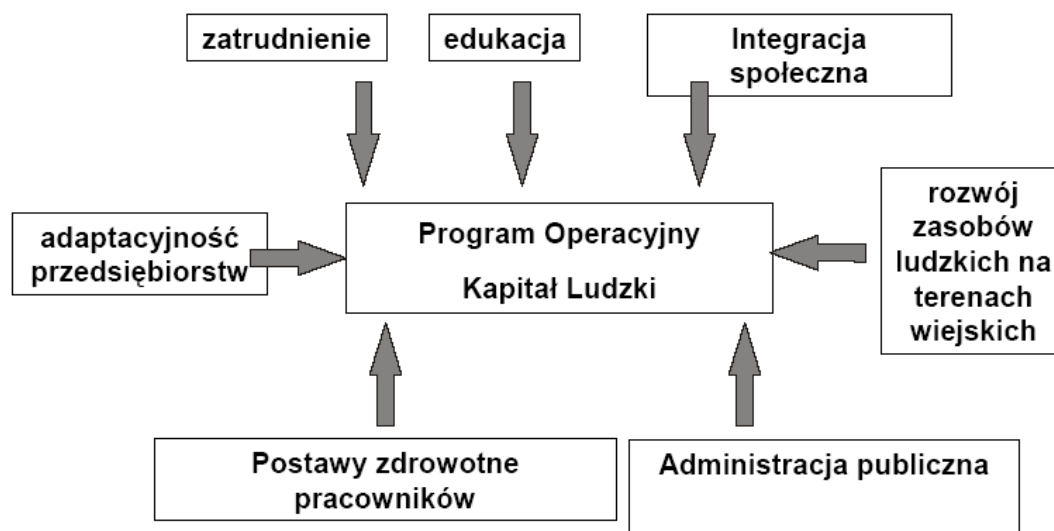 zatrudnienie
edukacja
Integracja
społeczna
adaptacyjność
przedsiębiorstw
Program Operacyjny
Kapitał Ludzki
rozwój
zasobów
ludzkich na
terenach
wiejskich
Postawy zdrowotne
pracowników
Administracja publiczna